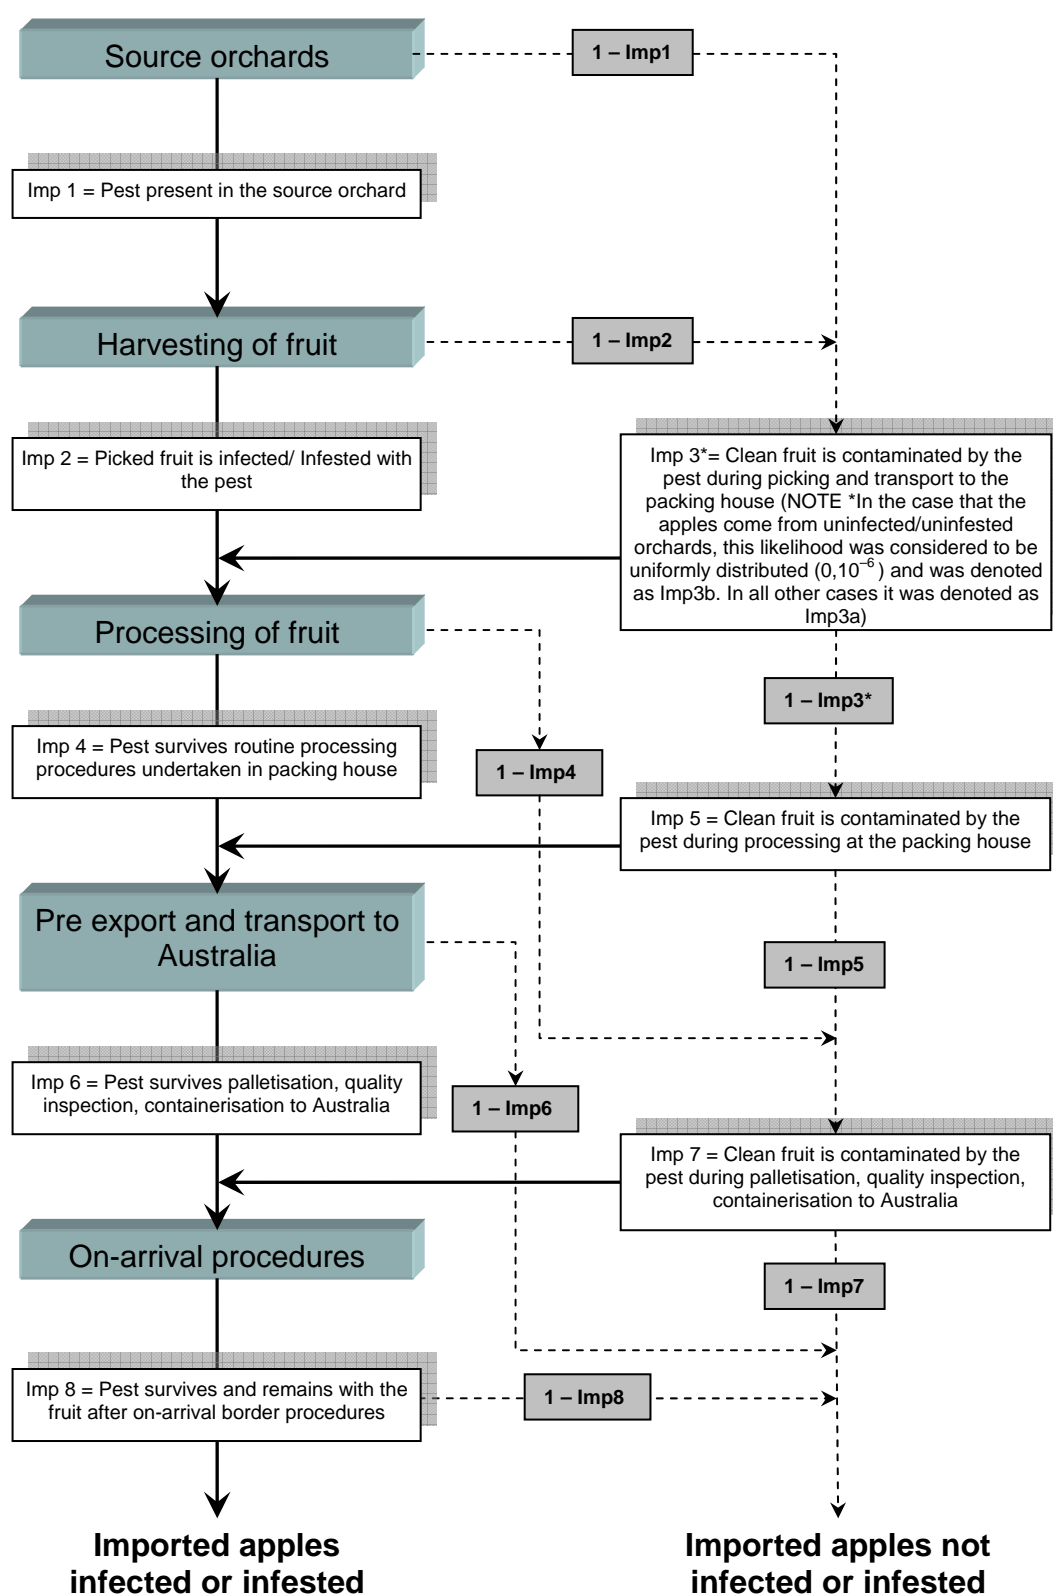 Source orchards
1 – Imp1
Imp 1 = Pest present in the source orchard
Harvesting of fruit
1 – Imp2
Imp 2 = Picked fruit is infected/ Infested with
the pest
Imp 3*= Clean fruit is contaminated by the
pest during picking and transport to the
packing house (NOTE *In the case that the
apples come from uninfected/uninfested
orchards, this likelihood was considered to be
uniformly distributed (0,10⁻⁶) and was denoted
as Imp3b. In all other cases it was denoted as
Imp3a)
Processing of fruit
1 – Imp3*
Imp 4 = Pest survives routine processing
procedures undertaken in packing house
1 – Imp4
Imp 5 = Clean fruit is contaminated by the
pest during processing at the packing house
Pre export and transport to
Australia
1 – Imp5
Imp 6 = Pest survives palletisation, quality
inspection, containerisation to Australia
1 – Imp6
Imp 7 = Clean fruit is contaminated by the
pest during palletisation, quality inspection,
containerisation to Australia
On-arrival procedures
1 – Imp7
Imp 8 = Pest survives and remains with the
fruit after on-arrival border procedures
1 – Imp8
Imported apples
infected or infested
Imported apples not
infected or infested